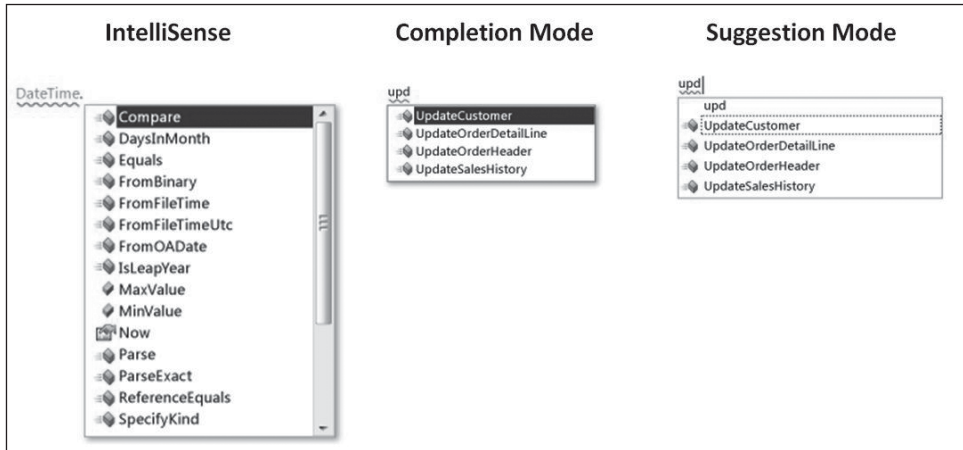 IntelliSense
DateTime.
Compare
DaysInMonth
Equals
FromBinary
FromFileTime
FromFileTimeUtc
FromOADate
IsLeapYear
MaxValue
MinValue
Now
Parse
ParseExact
ReferenceEquals
SpecifyKind
Completion Mode
upd
UpdateCustomer
UpdateOrderDetailLine
UpdateOrderHeader
UpdateSalesHistory
Suggestion Mode
upd
upd
UpdateCustomer
UpdateOrderDetailLine
UpdateOrderHeader
UpdateSalesHistory